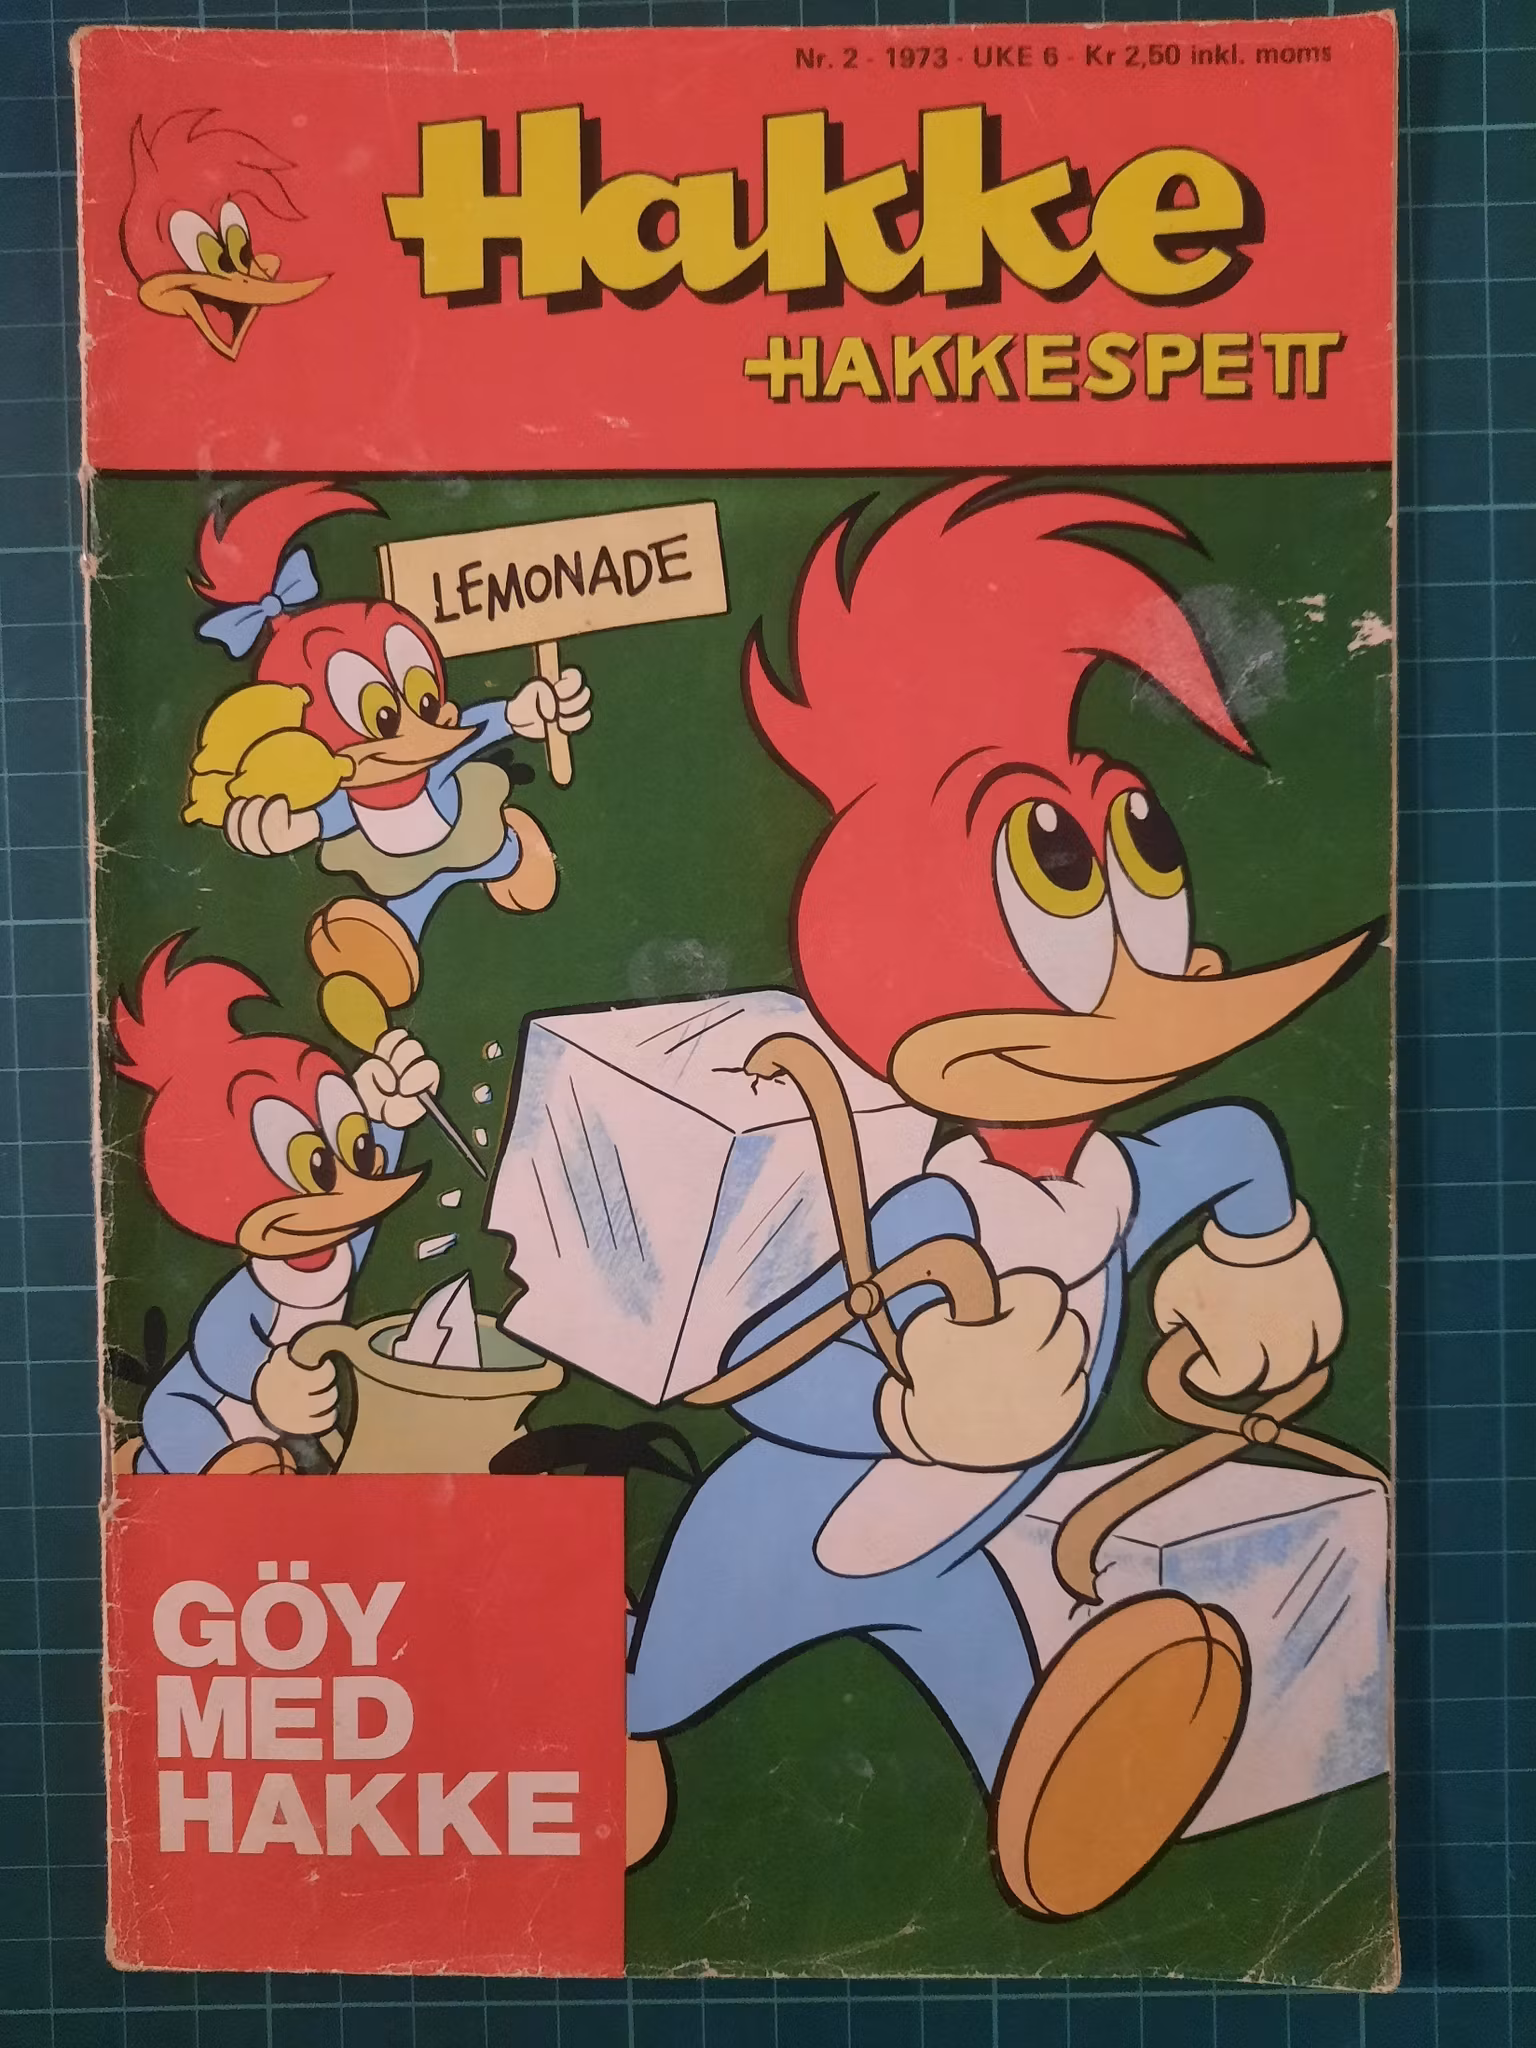 Nr. 2 - 1973 - UKE 6 - Kr 2,50 inkl. moms
Hakke
HAKKESPETT
LEMONADE
GÖY
MED
HAKKE